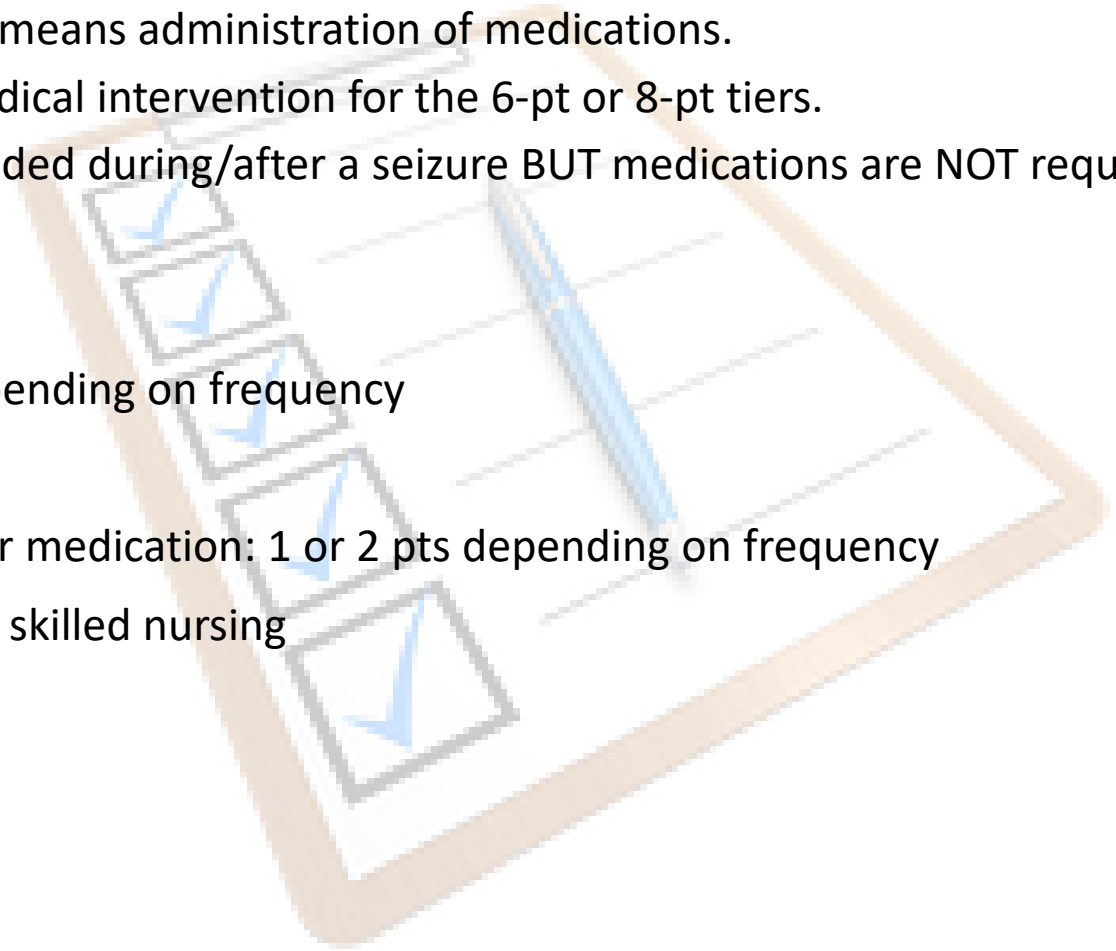 means administration of medications.
dical intervention for the 6-pt or 8-pt tiers.
ded during/after a seizure BUT medications are NOT requ
ending on frequency
r medication: 1 or 2 pts depending on frequency
skilled nursing